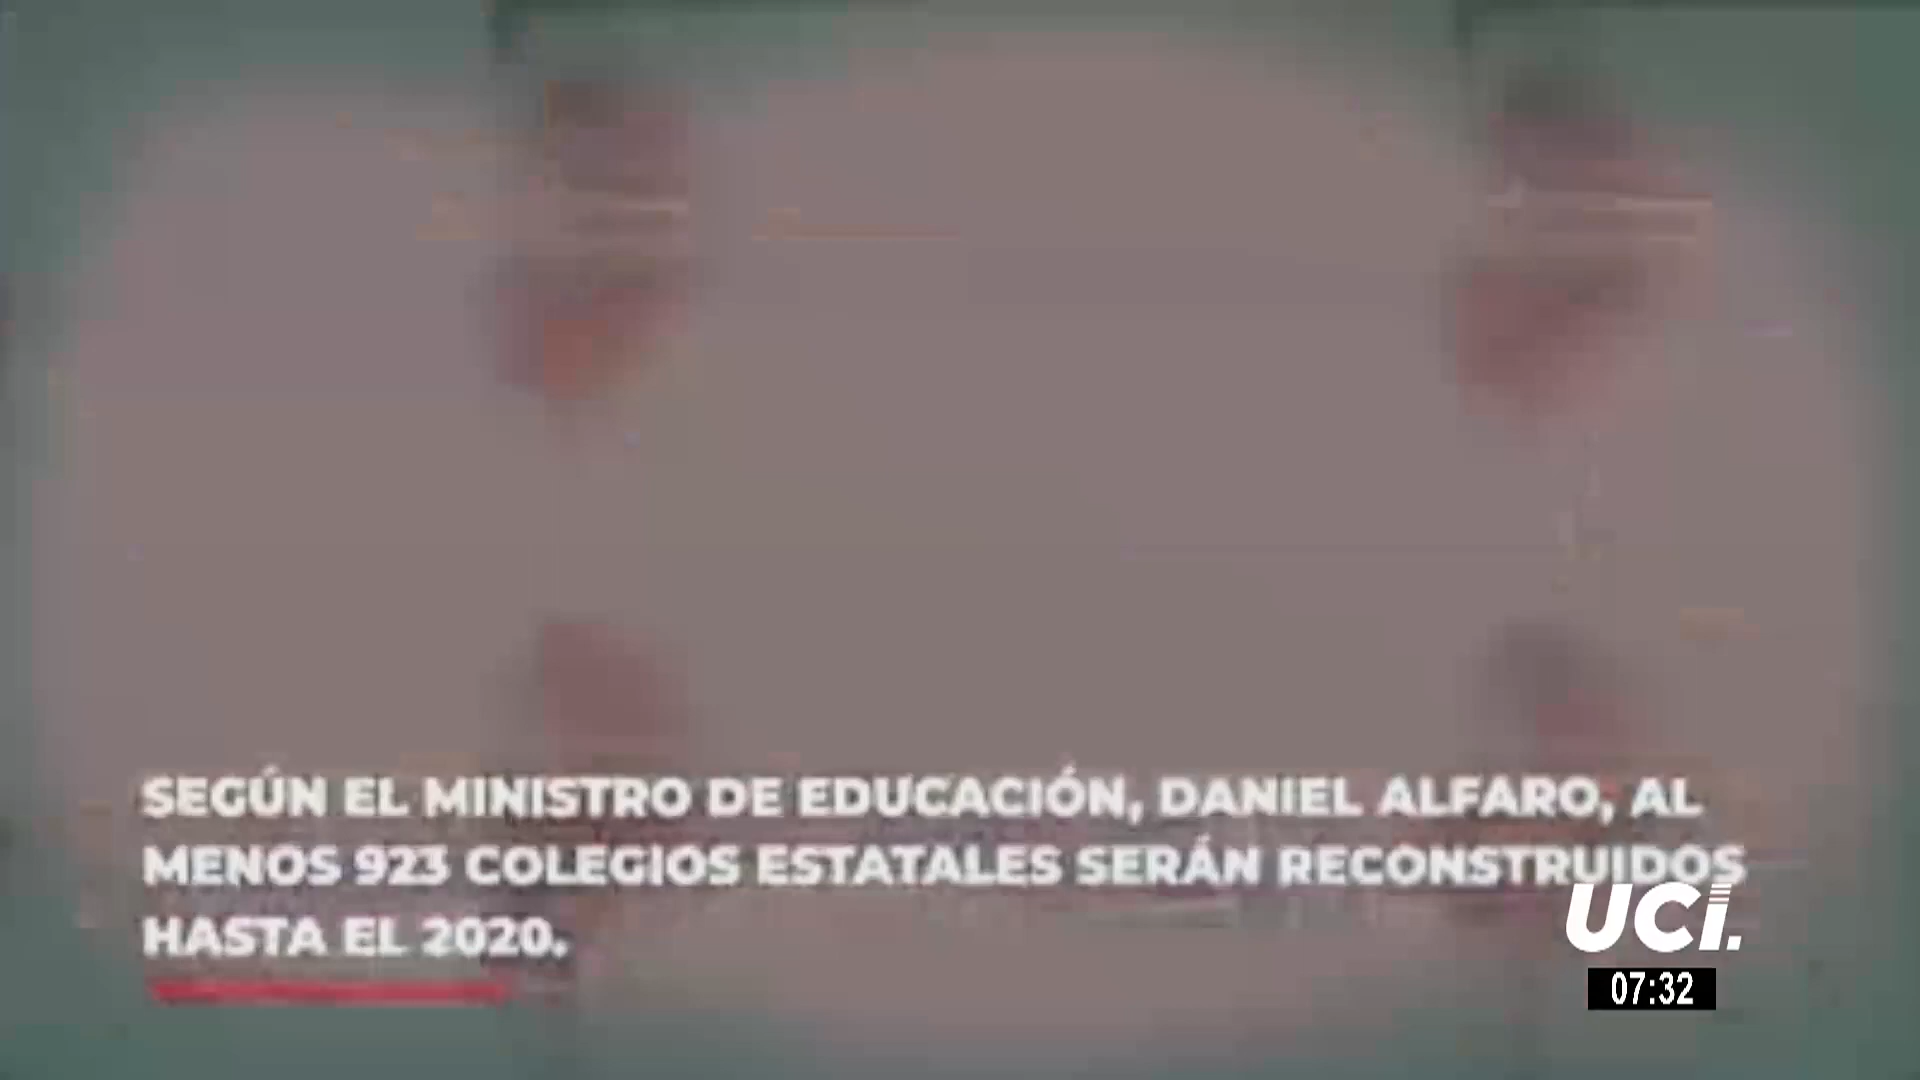 SEGÚN EL MINISTRO DE EDUCACIÓN, DANIEL ALFARO, AL
MENOS 923 COLEGIOS ESTATALES SERÁN RECONSTRUIDOS
HASTA EL 2020.
UCI.
07:32